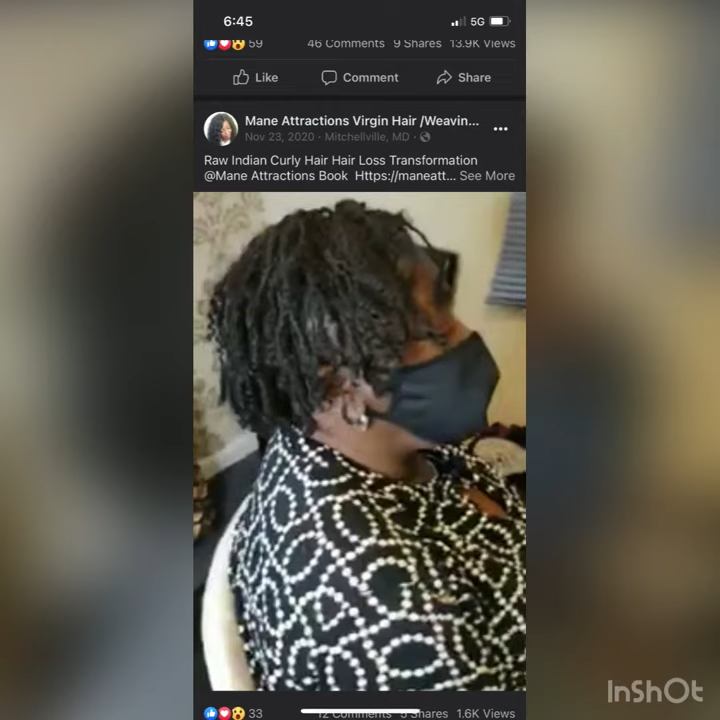 6:45
5G
59 46 Comments 9 Shares 13.9K Views
Like Comment Share
Mane Attractions Virgin Hair /Weavin...
Nov 23, 2020 · Mitchellville, MD ·
Raw Indian Curly Hair Hair Loss Transformation
@Mane Attractions Book Https://maneatt... See More
33 12 Comments 5 Shares 1.6K Views
InShOt